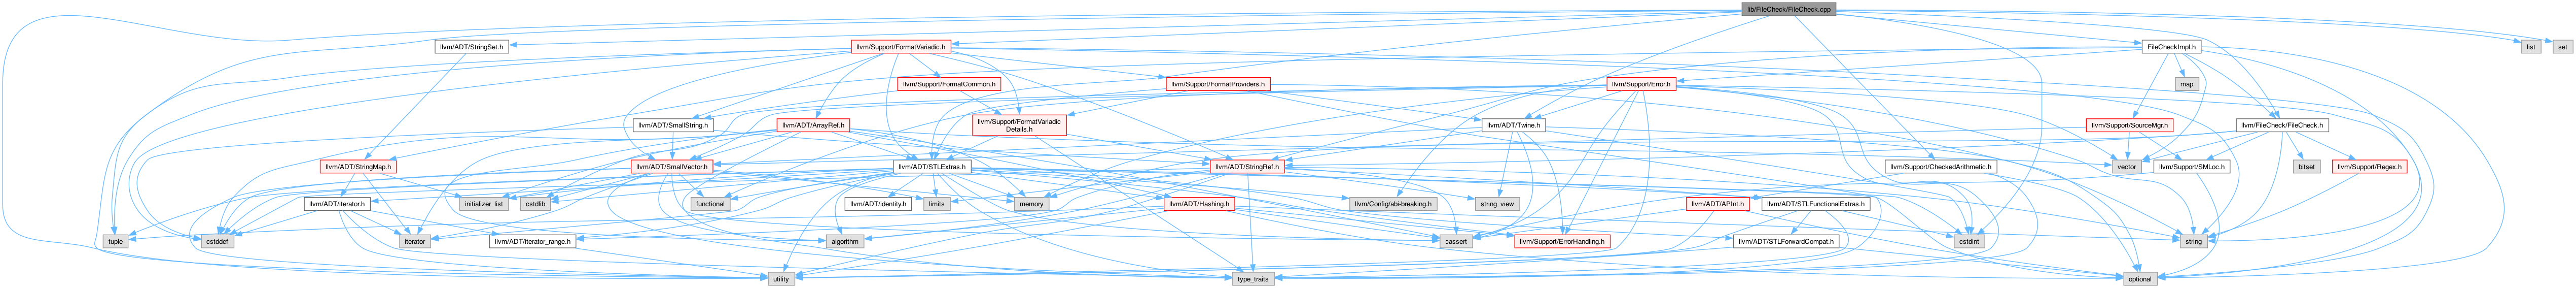 lib/FileCheck/FileCheck.cpp
llvm/ADT/StringSet.h
llvm/Support/FormatVariadic.h
FileCheckImpl.h
list
set
llvm/Support/FormatCommon.h
llvm/Support/FormatProviders.h
llvm/Support/Error.h
map
llvm/ADT/SmallString.h
llvm/ADT/ArrayRef.h
llvm/Support/FormatVariadic
Details.h
llvm/ADT/Twine.h
llvm/Support/SourceMgr.h
llvm/FileCheck/FileCheck.h
llvm/ADT/StringMap.h
llvm/ADT/SmallVector.h
llvm/ADT/STLExtras.h
llvm/ADT/StringRef.h
llvm/Support/CheckedArithmetic.h
vector
llvm/Support/SMLoc.h
bitset
llvm/Support/Regex.h
llvm/ADT/iterator.h
initializer_list
cstdlib
functional
llvm/ADT/identity.h
limits
memory
llvm/ADT/Hashing.h
llvm/Config/abi-breaking.h
string_view
llvm/ADT/APInt.h
llvm/ADT/STLFunctionalExtras.h
tuple
cstddef
iterator
llvm/ADT/iterator_range.h
algorithm
cassert
llvm/Support/ErrorHandling.h
llvm/ADT/STLForwardCompat.h
cstdint
string
utility
type_traits
optional